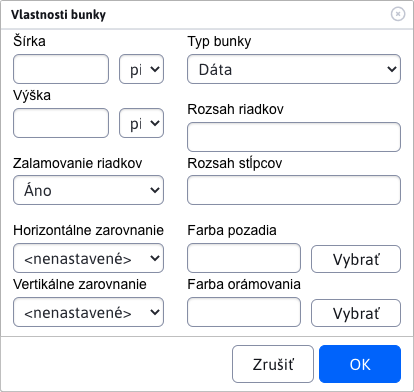 Vlastnosti bunky
Šírka
Typ bunky
pi
Dáta
Výška
Rozsah riadkov
pi
Zalamovanie riadkov
Rozsah stĺpcov
Áno
Horizontálne zarovnanie
Farba pozadia
<nenastavené>
Vybrať
Vertikálne zarovnanie
Farba orámovania
<nenastavené>
Vybrať
Zrušiť
OK